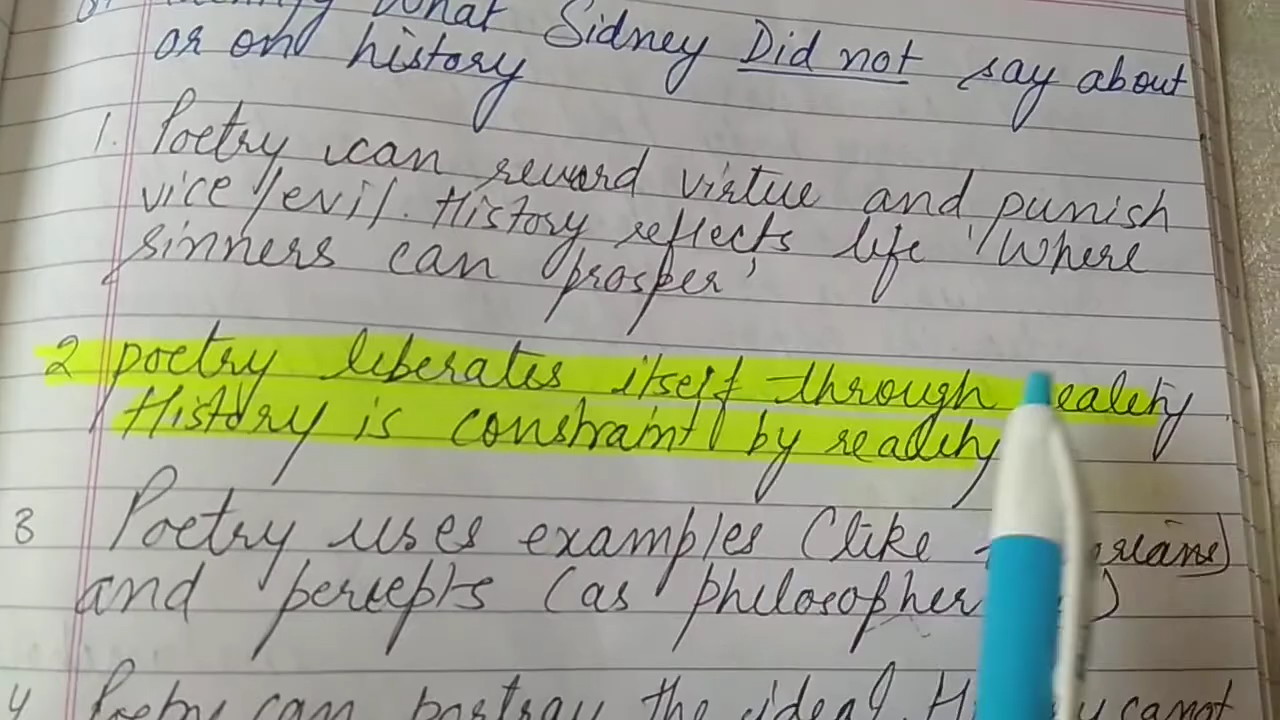 What
Sidney Did not say about
or on history
1. Poetry can reward virtue and punish
vice/evil. History reflects life 'Where
sinners can prosper'
2 poetry liberates itself through reality.
History is constraint by reality
3 Poetry uses examples (like
and percepts (as philosopher )
4 Poetry can portray the ideal. cannot